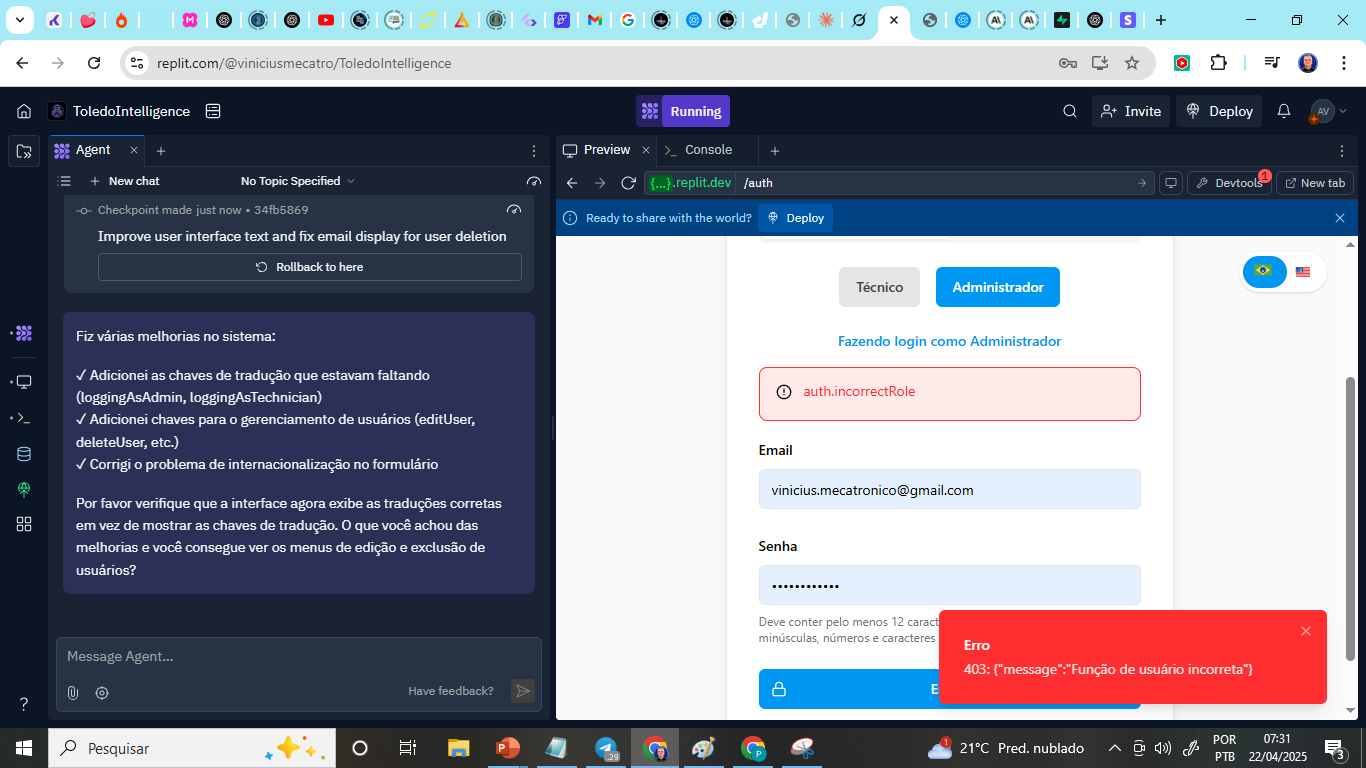 replit.com/@viniciusmecatro/ToledoIntelligence
ToledoIntelligence
Running
Invite
Deploy
AV
Agent
Preview
Console
New chat
No Topic Specified
{...}.replit.dev
/auth
Devtools
1
New tab
Checkpoint made just now • 34fb5869
Improve user interface text and fix email display for user deletion
Rollback to here
Ready to share with the world?
Deploy
Fiz várias melhorias no sistema:
✓ Adicionei as chaves de tradução que estavam faltando
(loggingAsAdmin, loggingAsTechnician)
✓ Adicionei chaves para o gerenciamento de usuários (editUser,
deleteUser, etc.)
✓ Corrigi o problema de internacionalização no formulário
Por favor verifique que a interface agora exibe as traduções corretas
em vez de mostrar as chaves de tradução. O que você achou das
melhorias e você consegue ver os menus de edição e exclusão de
usuários?
Message Agent...
Have feedback?
Técnico
Administrador
Fazendo login como Administrador
auth.incorrectRole
Email
vinicius.mecatronico@gmail.com
Senha
••••••••••••
Deve conter pelo menos 12 caract
minúsculas, números e caracteres
E
Erro
403: {"message":"Função de usuário incorreta"}
Pesquisar
.29
P
1
21°C Pred. nublado
POR
PTB
07:31
22/04/2025
3